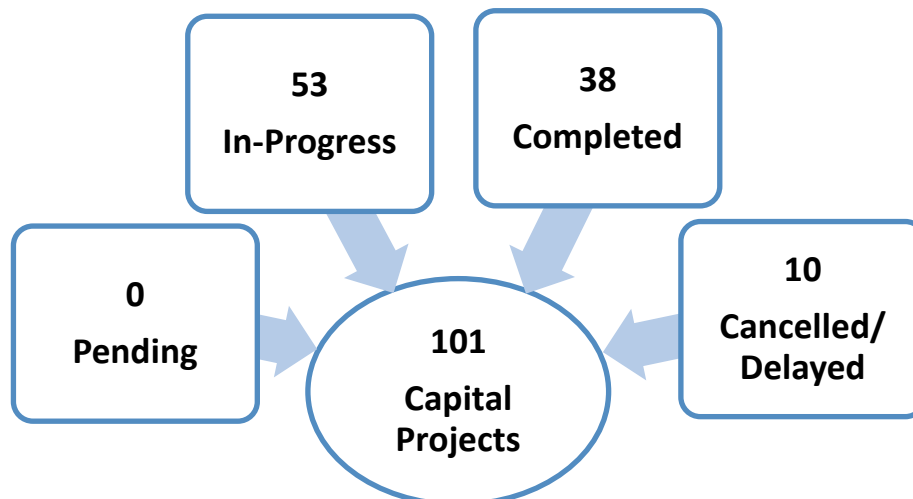 53
In-Progress
38
Completed
0
Pending
10
Cancelled/
Delayed
101
Capital
Projects